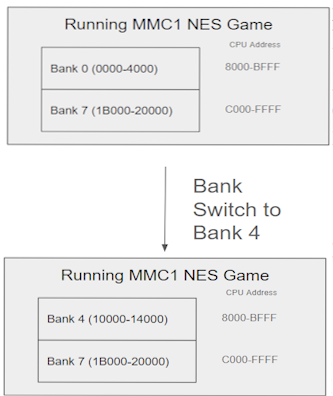 Running MMC1 NES Game
CPU Address
Bank 0 (0000-4000) 8000-BFFF
Bank 7 (1B000-20000) C000-FFFF
Bank
Switch to
Bank 4
Running MMC1 NES Game
CPU Address
Bank 4 (10000-14000) 8000-BFFF
Bank 7 (1B000-20000) C000-FFFF